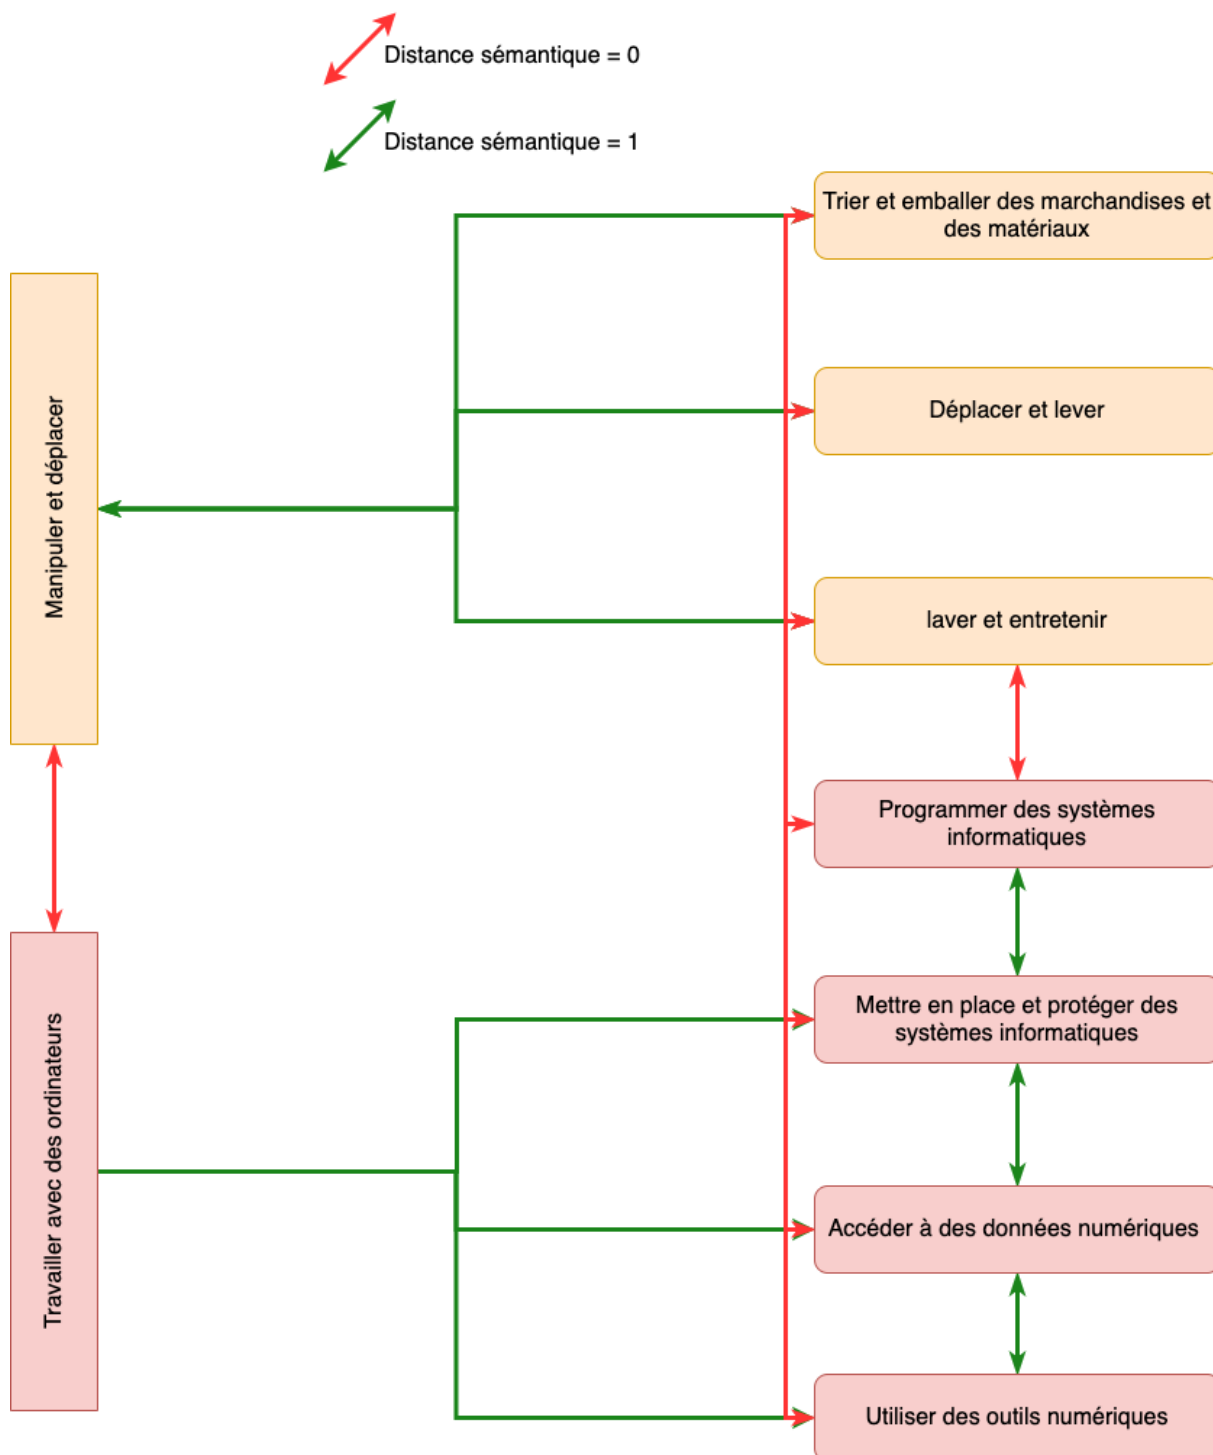 Distance sémantique = 0
Distance sémantique = 1
Trier et emballer des marchandises et
des matériaux
Manipuler et déplacer
Déplacer et lever
laver et entretenir
Programmer des systèmes
informatiques
Travailler avec des ordinateurs
Mettre en place et protéger des
systèmes informatiques
Accéder à des données numériques
Utiliser des outils numériques